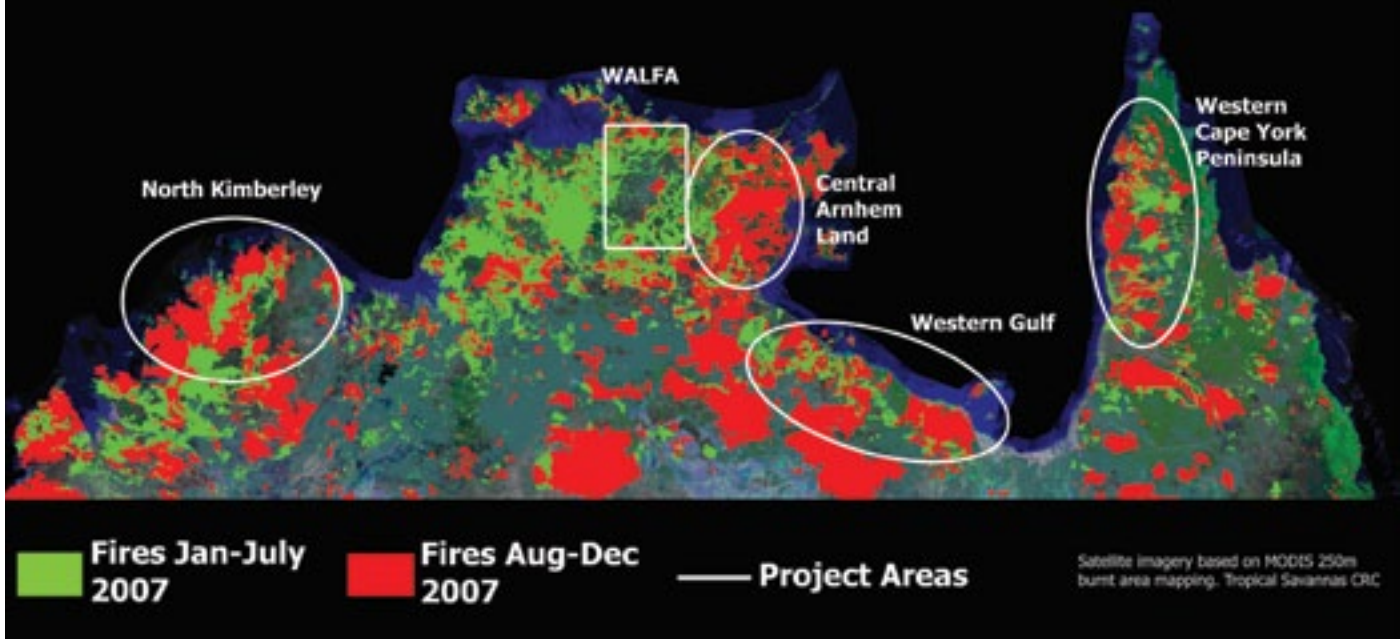 WALFA
Western
Cape York
Peninsula
North Kimberley
Central
Arnhem
Land
Western Gulf
Fires Jan-July
2007
Fires Aug-Dec
2007
Project Areas
Satellite imagery based on MODIS 250m
burnt area mapping. Tropical Savannas CRC